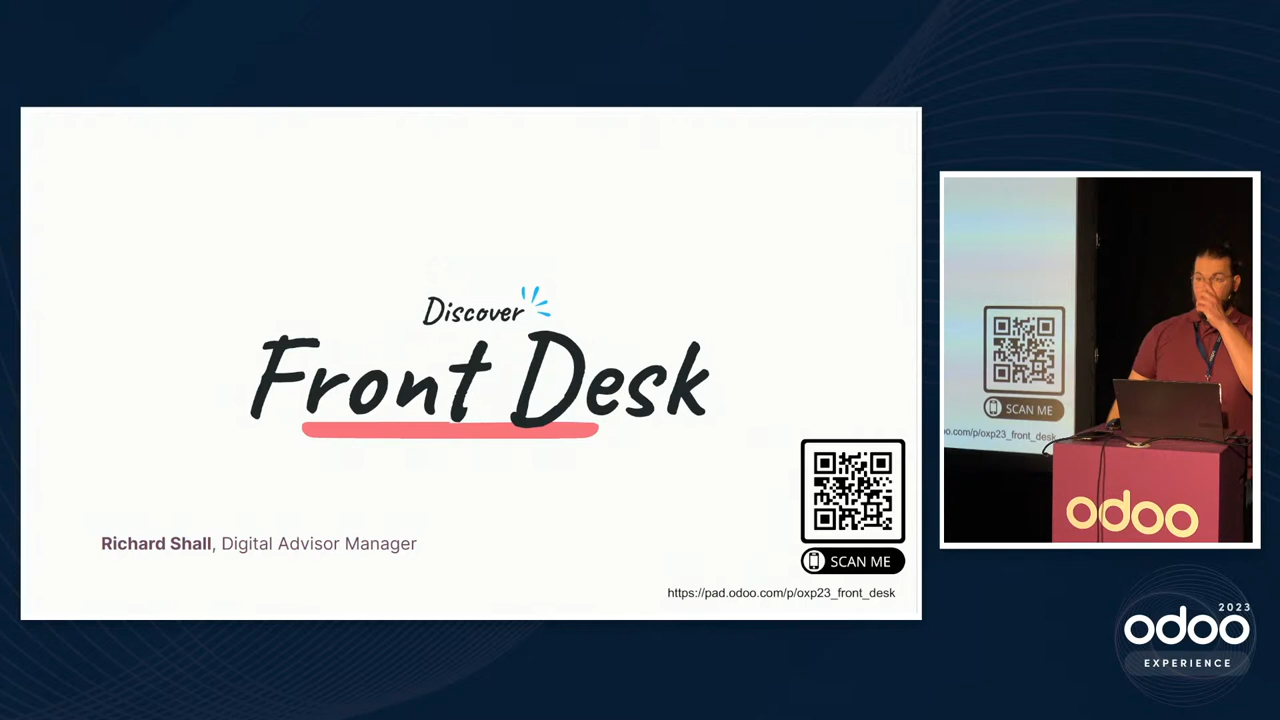 Discover
Front Desk
Richard Shall, Digital Advisor Manager
SCAN ME
https://pad.odoo.com/p/oxp23_front_desk
SCAN ME
oo.com/p/oxp23_front_desk
odoo
2023
odoo
EXPERIENCE